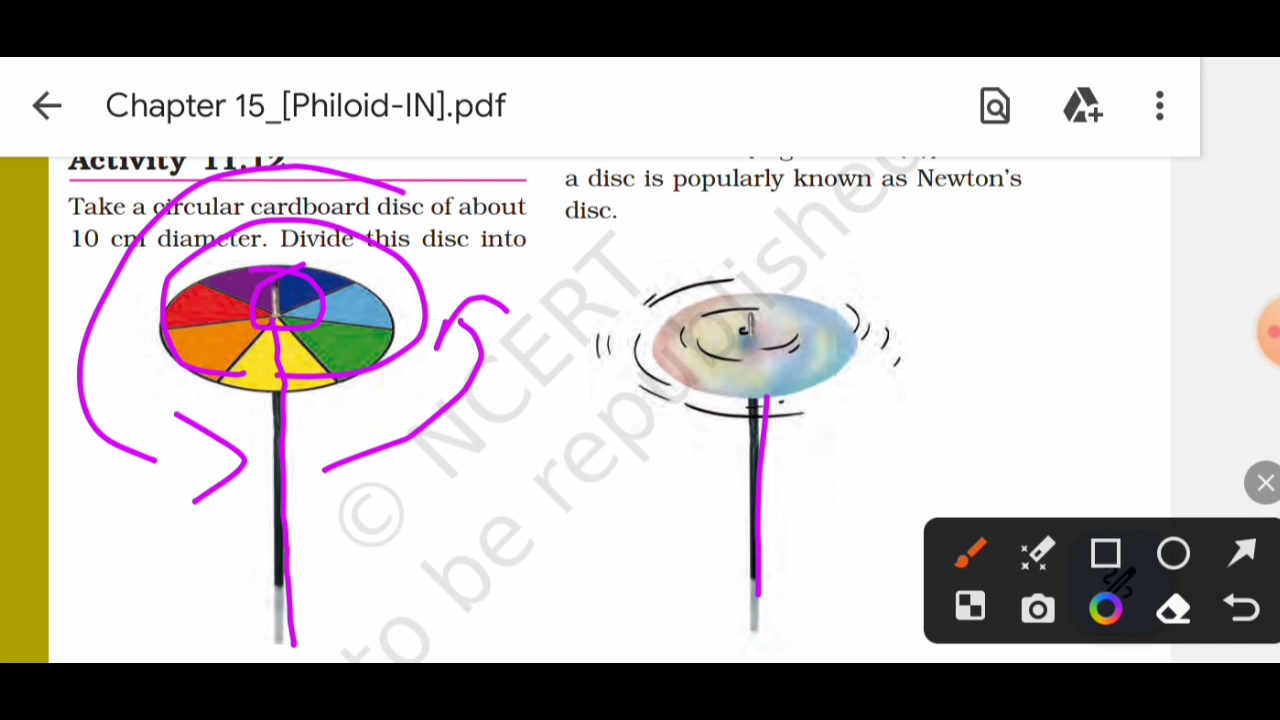 Chapter 15_[Philoid-IN].pdf
Activity 11.12
Take a circular cardboard disc of about
10 cm diameter. Divide this disc into
a disc is popularly known as Newton's
disc.
© NCERT
to be republished